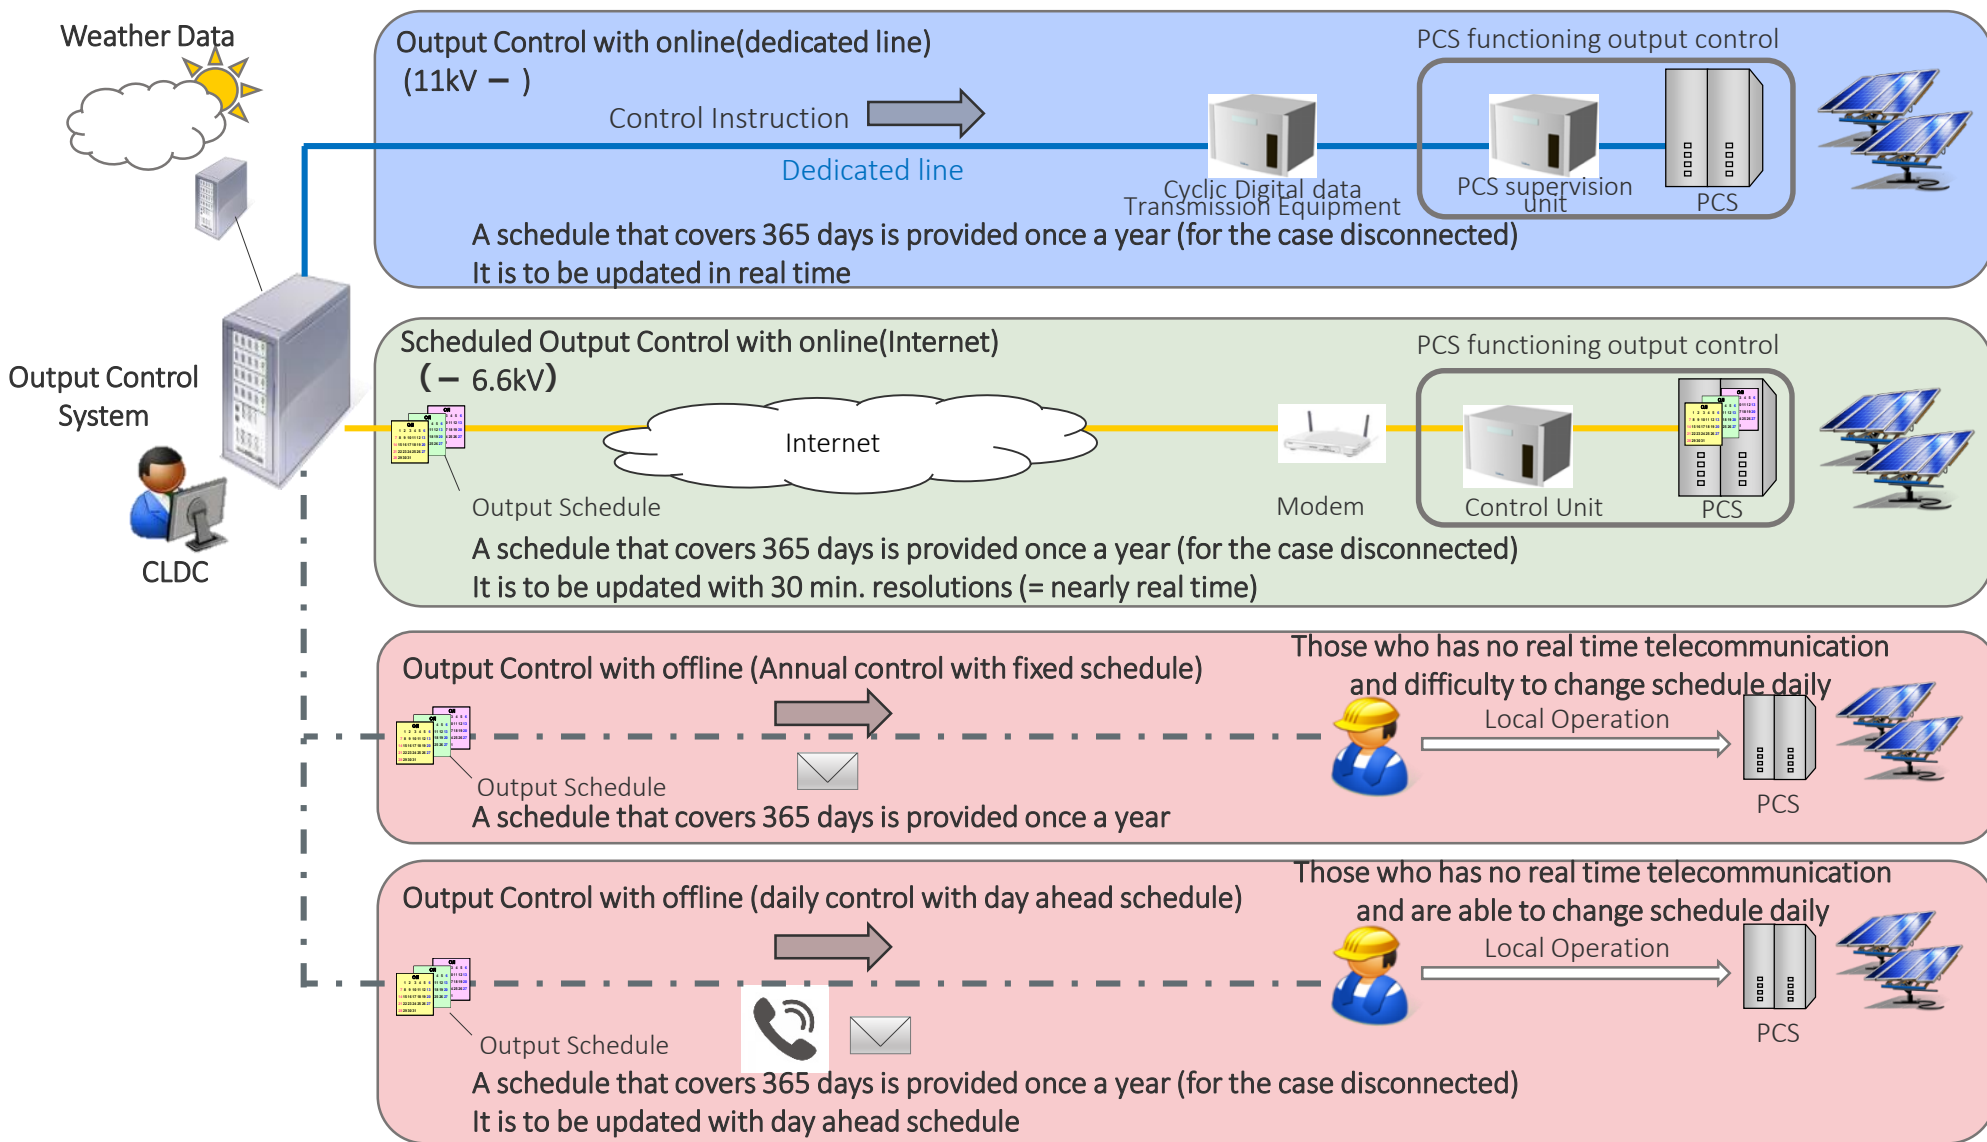 Weather Data
Output Control with online(dedicated line)
(11kV － )
Control Instruction
Dedicated line
PCS functioning output control
Cyclic Digital data
Transmission Equipment
PCS supervision
unit
PCS
A schedule that covers 365 days is provided once a year (for the case disconnected)
It is to be updated in real time
Output Control
System
CLDC
Scheduled Output Control with online(Internet)
(－ 6.6kV)
Internet
Output Schedule
PCS functioning output control
Modem
Control Unit
PCS
A schedule that covers 365 days is provided once a year (for the case disconnected)
It is to be updated with 30 min. resolutions (= nearly real time)
Output Control with offline (Annual control with fixed schedule)
Those who has no real time telecommunication
and difficulty to change schedule daily
Local Operation
Output Schedule
PCS
A schedule that covers 365 days is provided once a year
Output Control with offline (daily control with day ahead schedule)
Those who has no real time telecommunication
and are able to change schedule daily
Local Operation
Output Schedule
PCS
A schedule that covers 365 days is provided once a year (for the case disconnected)
It is to be updated with day ahead schedule